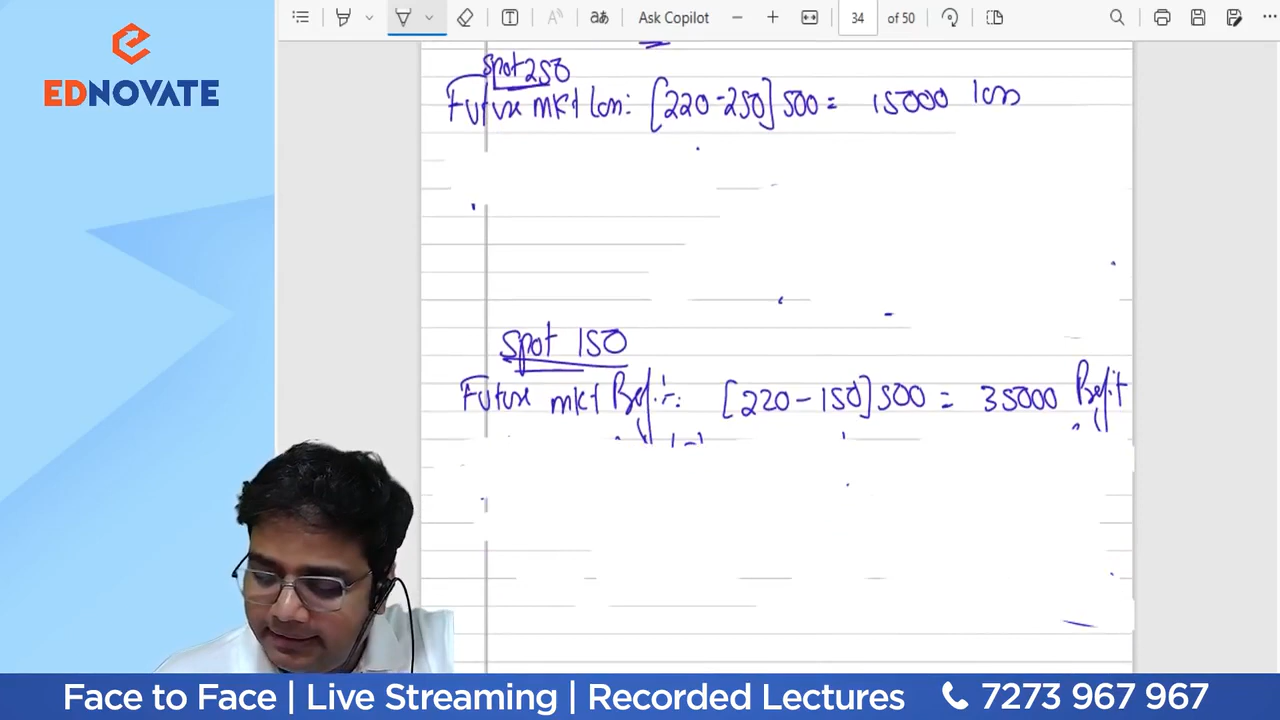 Ask Copilot
34 of 50
EDNOVATE
Spot 250
Future mkt Loss: [220-250]500 = 15000 loss
Spot 150
Future mkt Profit: [220-150]500 = 35000 Profit
Face to Face | Live Streaming | Recorded Lectures 7273 967 967